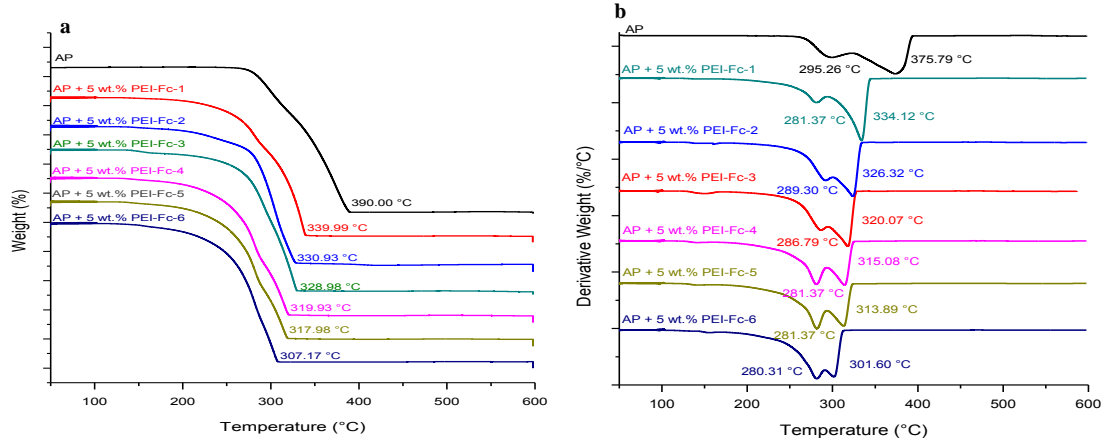 a
AP
AP + 5 wt.% PEI-Fc-1
AP + 5 wt.% PEI-Fc-2
AP + 5 wt.% PEI-Fc-3
AP + 5 wt.% PEI-Fc-4
AP + 5 wt.% PEI-Fc-5
AP + 5 wt.% PEI-Fc-6
390.00 °C
339.99 °C
330.93 °C
328.98 °C
319.93 °C
317.98 °C
307.17 °C
Weight (%)
100 200 300 400 500 600
Temperature (°C)
b
AP
295.26 °C 375.79 °C
AP + 5 wt.% PEI-Fc-1
281.37 °C 334.12 °C
AP + 5 wt.% PEI-Fc-2
289.30 °C 326.32 °C
AP + 5 wt.% PEI-Fc-3
286.79 °C 320.07 °C
AP + 5 wt.% PEI-Fc-4
281.37 °C 315.08 °C
AP + 5 wt.% PEI-Fc-5
281.37 °C 313.89 °C
AP + 5 wt.% PEI-Fc-6
280.31 °C 301.60 °C
Derivative Weight (%/°C)
100 200 300 400 500 600
Temperature (°C)